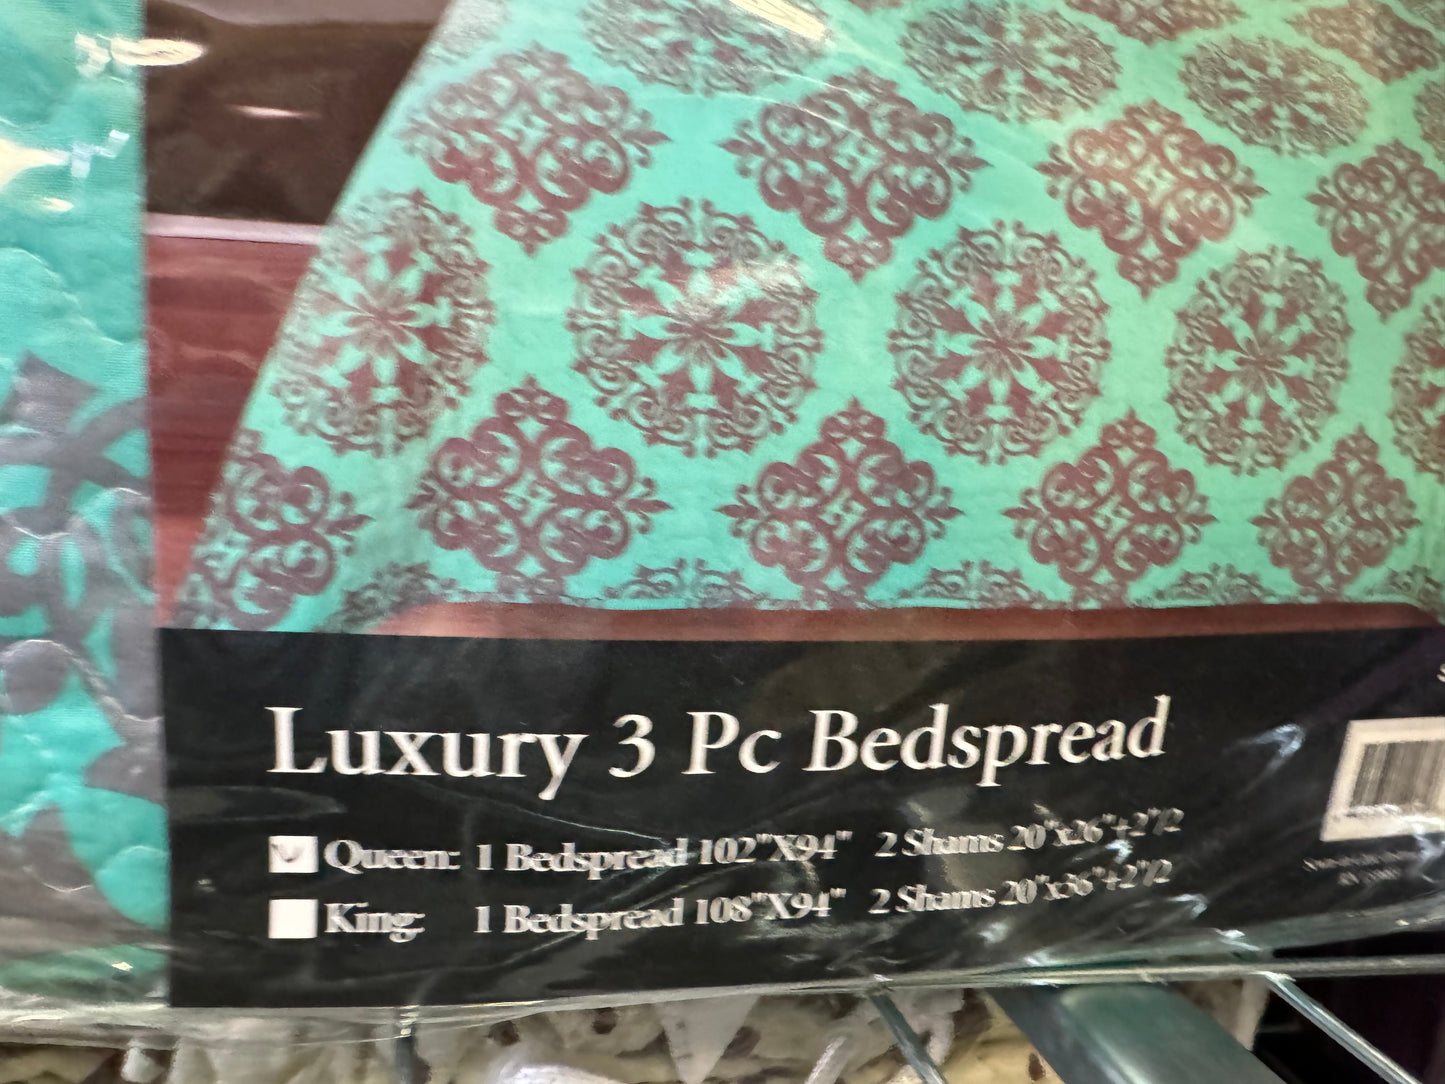 Luxury 3 Pc Bedspread
Queen: 1 Bedspread 102"X94" 2 Shams 20"x26"+2"/2
King: 1 Bedspread 108"X94" 2 Shams 20"x36"+2"/2